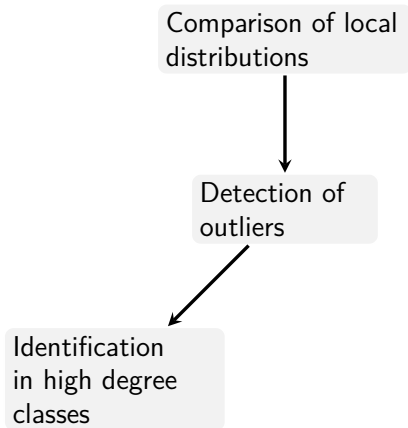 Comparison of local
distributions
Detection of
outliers
Identification
in high degree
classes